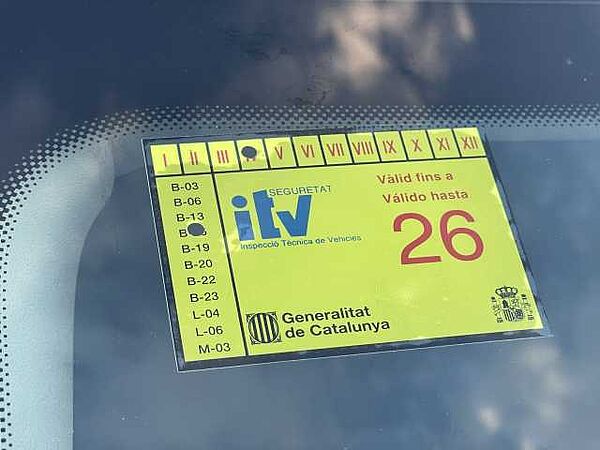 I II III V VI VII VIII IX X XI XII
B-03
B-06
B-13
B-19
B-20
B-22
B-23
L-04
L-06
M-03
SEGURETAT
itv
Inspecció Tècnica de Vehicles
Vàlid fins a
Válido hasta
26
Generalitat
de Catalunya